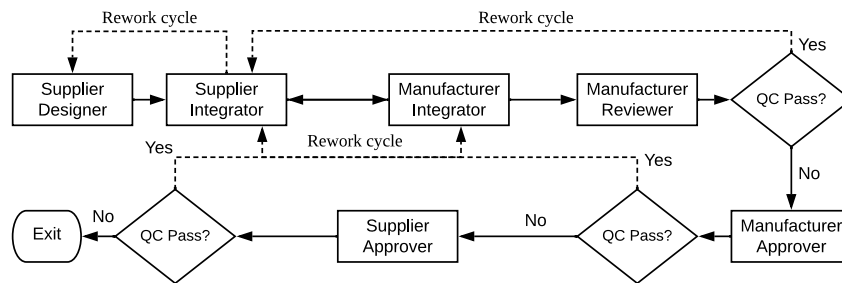 Rework cycle
Rework cycle
Yes
Supplier
Designer
Supplier
Integrator
Manufacturer
Integrator
Manufacturer
Reviewer
QC Pass?
Rework cycle
Yes
Yes
No
No
Exit
QC Pass?
Supplier
Approver
No
QC Pass?
Manufacturer
Approver